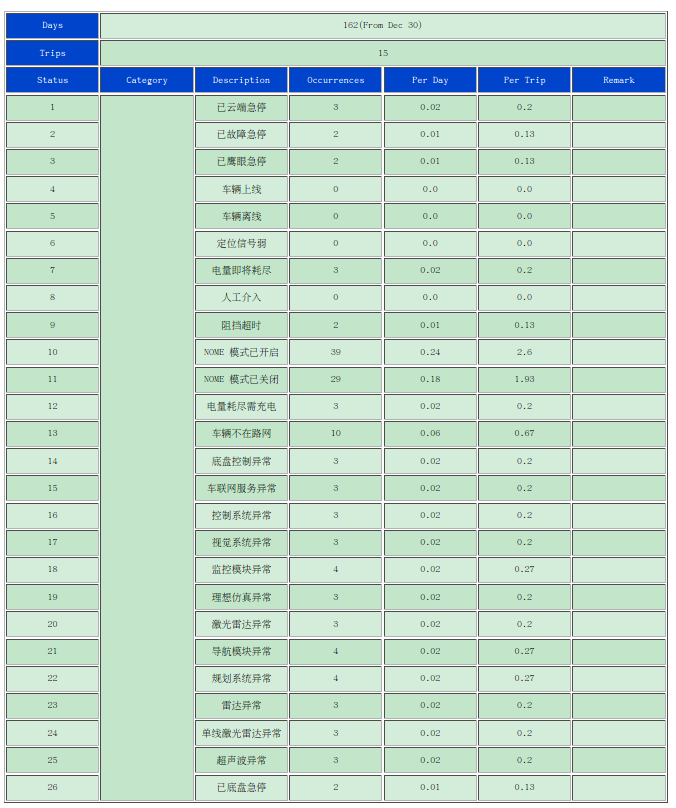 Days 162(From Dec 30)
Trips 15
Status Category Description Occurrences Per Day Per Trip Remark
1 已云端急停 3 0.02 0.2
2 已故障急停 2 0.01 0.13
3 已鹰眼急停 2 0.01 0.13
4 车辆上线 0 0.0 0.0
5 车辆离线 0 0.0 0.0
6 定位信号弱 0 0.0 0.0
7 电量即将耗尽 3 0.02 0.2
8 人工介入 0 0.0 0.0
9 阻挡超时 2 0.01 0.13
10 NOME 模式已开启 39 0.24 2.6
11 NOME 模式已关闭 29 0.18 1.93
12 电量耗尽需充电 3 0.02 0.2
13 车辆不在路网 10 0.06 0.67
14 底盘控制异常 3 0.02 0.2
15 车联网服务异常 3 0.02 0.2
16 控制系统异常 3 0.02 0.2
17 视觉系统异常 3 0.02 0.2
18 监控模块异常 4 0.02 0.27
19 理想仿真异常 3 0.02 0.2
20 激光雷达异常 3 0.02 0.2
21 导航模块异常 4 0.02 0.27
22 规划系统异常 4 0.02 0.27
23 雷达异常 3 0.02 0.2
24 单线激光雷达异常 3 0.02 0.2
25 超声波异常 3 0.02 0.2
26 已底盘急停 2 0.01 0.13